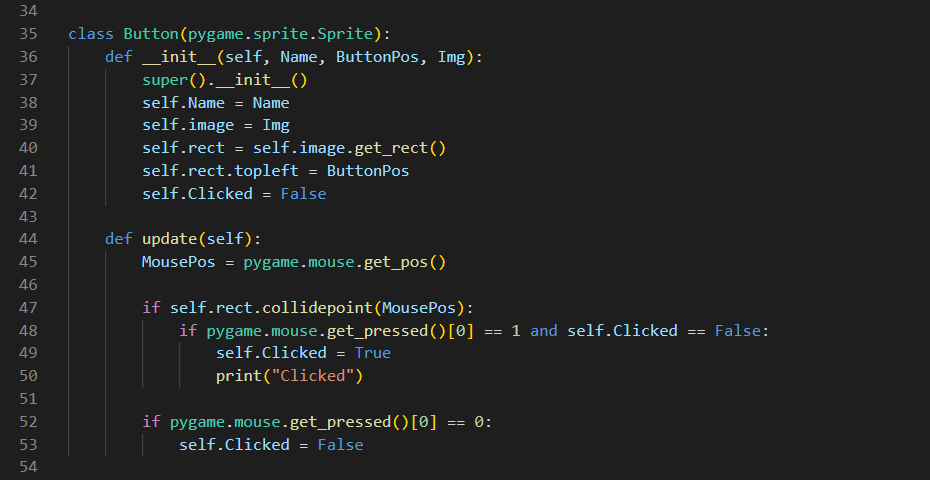 34
35 class Button(pygame.sprite.Sprite):
36     def __init__(self, Name, ButtonPos, Img):
37         super().__init__()
38         self.Name = Name
39         self.image = Img
40         self.rect = self.image.get_rect()
41         self.rect.topleft = ButtonPos
42         self.Clicked = False
43
44     def update(self):
45         MousePos = pygame.mouse.get_pos()
46
47         if self.rect.collidepoint(MousePos):
48             if pygame.mouse.get_pressed()[0] == 1 and self.Clicked == False:
49                 self.Clicked = True
50                 print("Clicked")
51
52         if pygame.mouse.get_pressed()[0] == 0:
53             self.Clicked = False
54